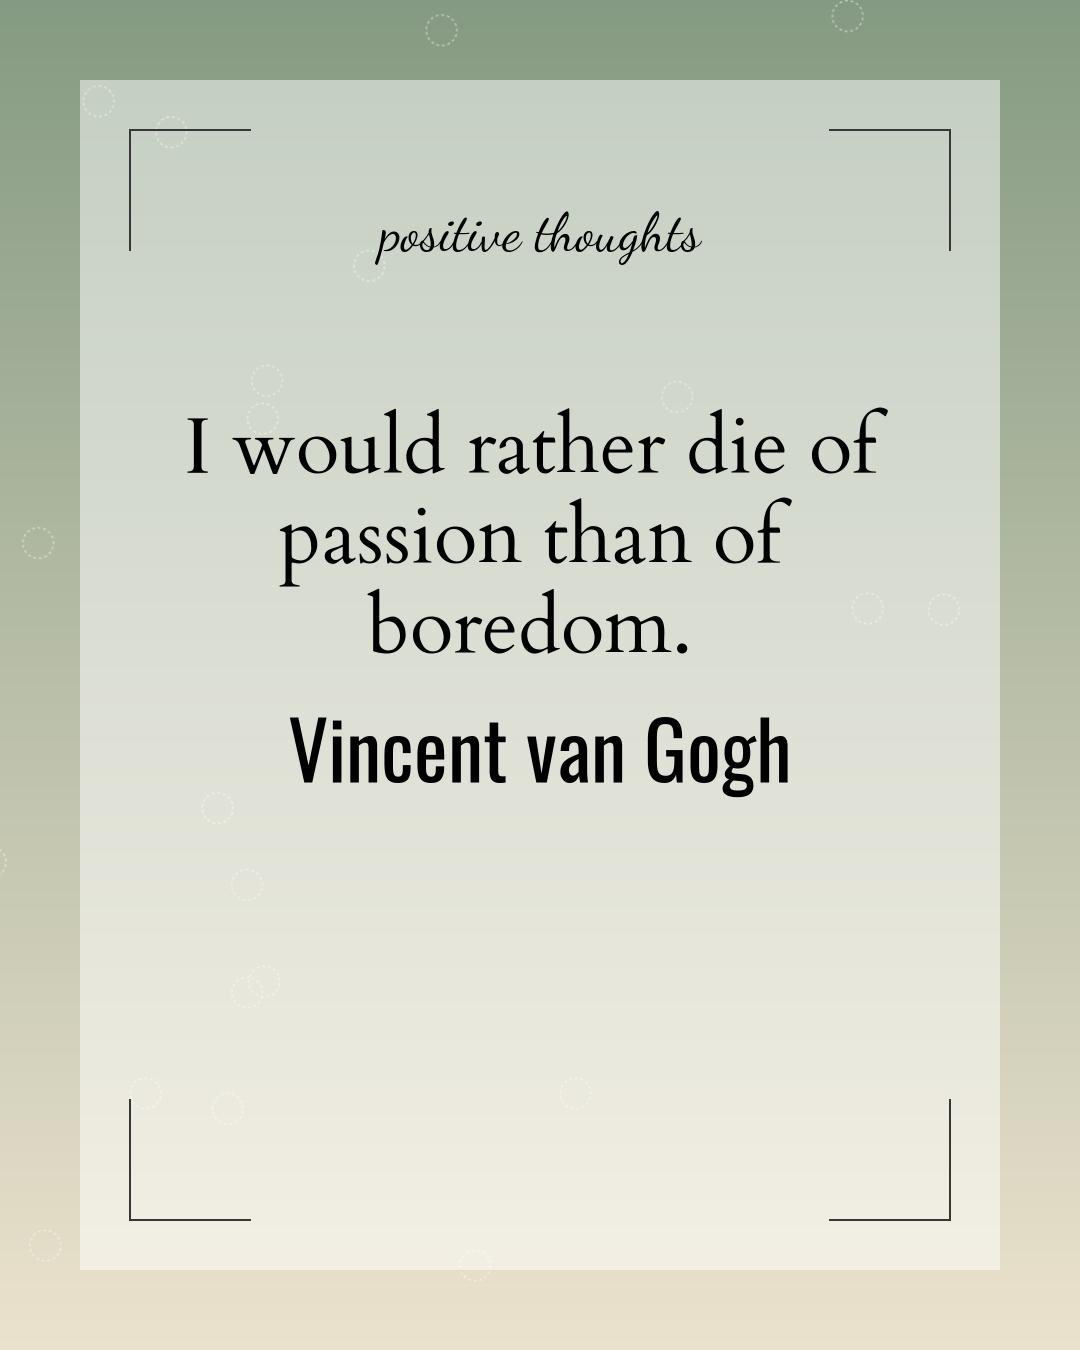 positive thoughts
I would rather die of
passion than of
boredom.
Vincent van Gogh